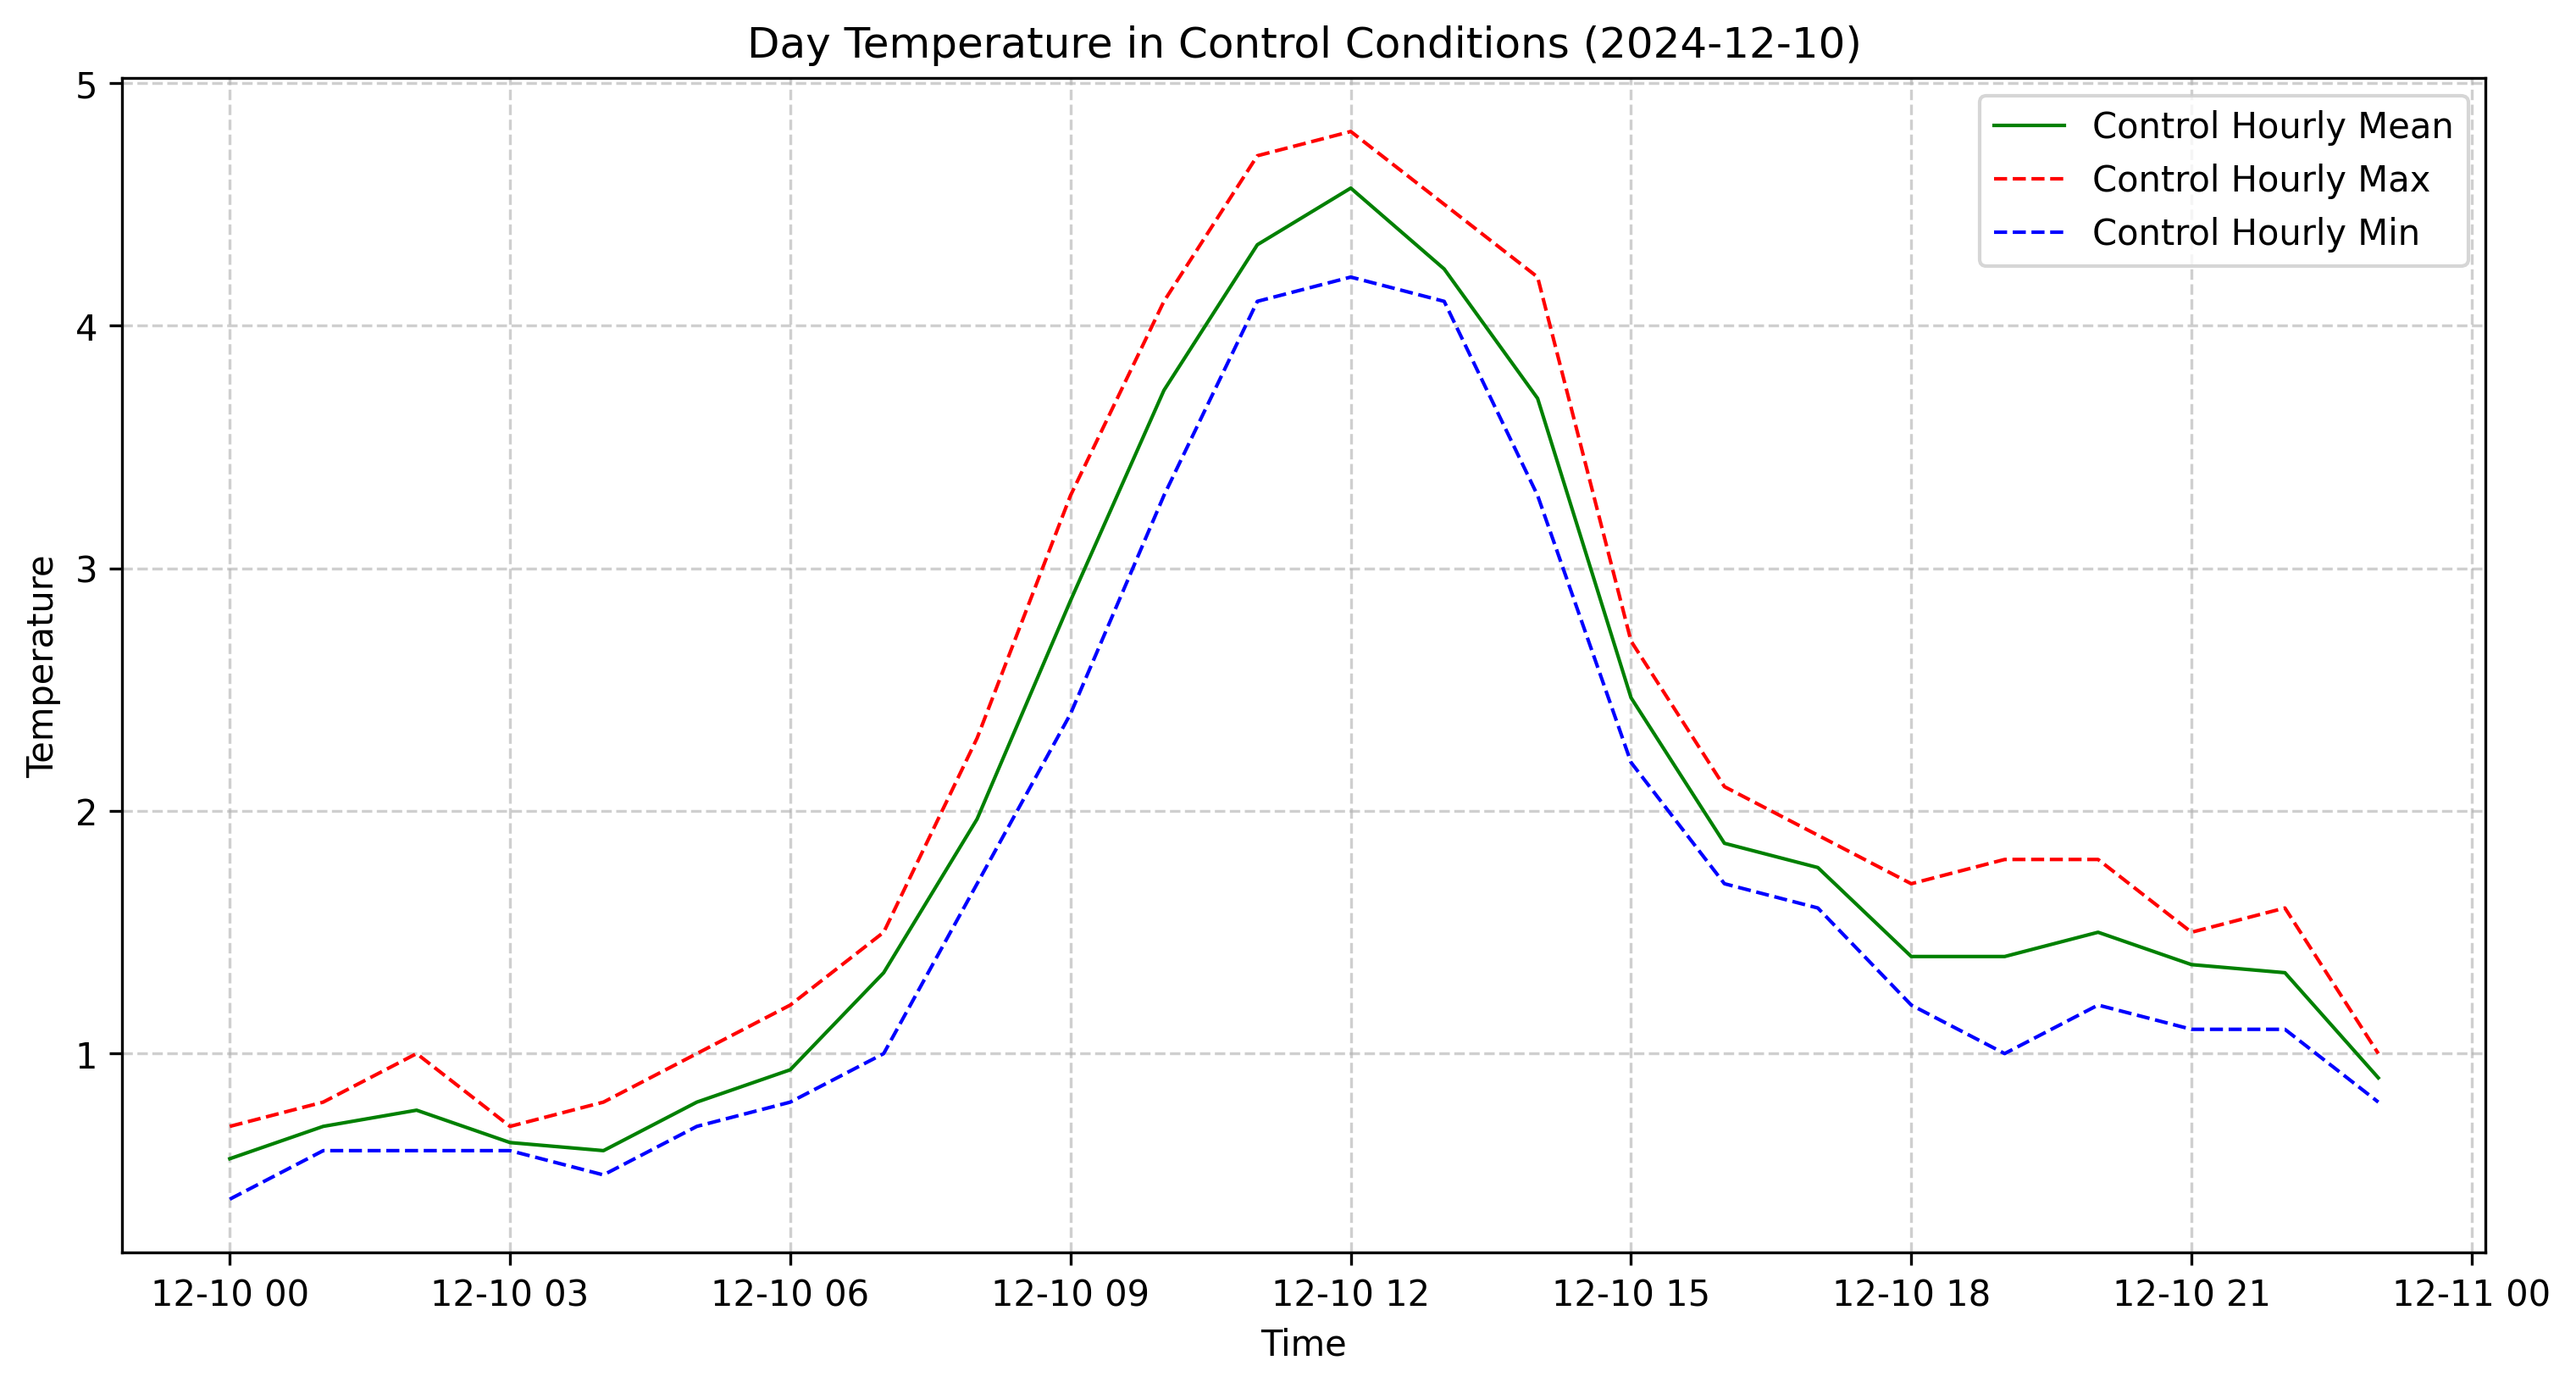 Day Temperature in Control Conditions (2024-12-10)
Control Hourly Mean
Control Hourly Max
Control Hourly Min
Temperature
5
4
3
2
1
12-10 00 12-10 03 12-10 06 12-10 09 12-10 12 12-10 15 12-10 18 12-10 21 12-11 00
Time